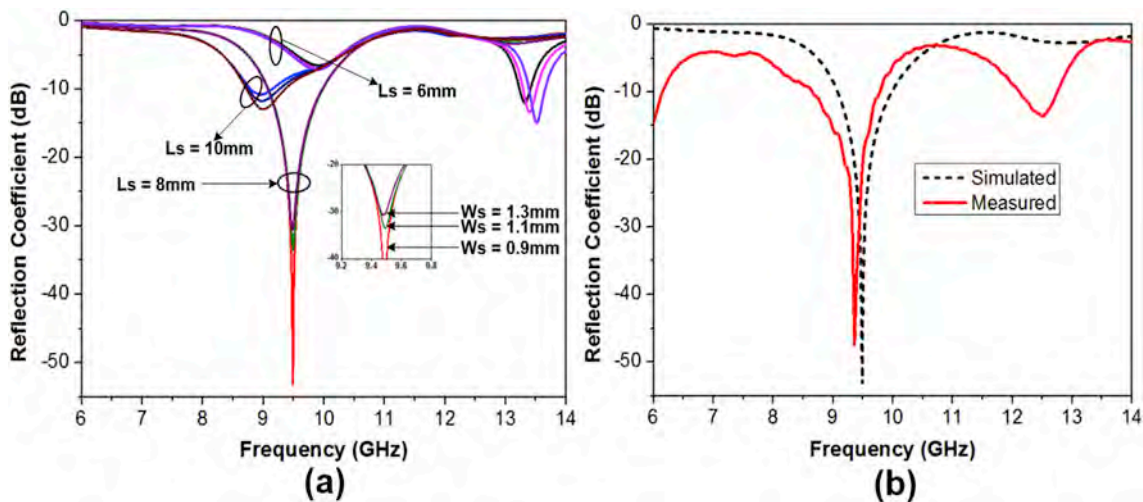 0
-10
-20
-30
-40
-50
Reflection Coefficient (dB)
6 7 8 9 10 11 12 13 14
Frequency (GHz)
Ls = 6mm
Ls = 10mm
Ls = 8mm
-20
-30
-40
9.2 9.4 9.6 9.8
Ws = 1.3mm
Ws = 1.1mm
Ws = 0.9mm
(a)
0
-10
-20
-30
-40
-50
Reflection Coefficient (dB)
6 7 8 9 10 11 12 13 14
Frequency (GHz)
Simulated
Measured
(b)